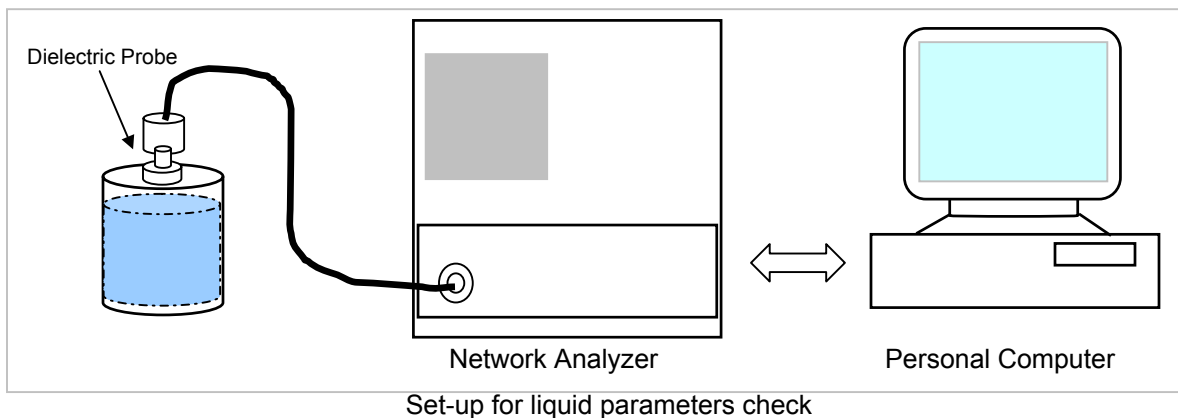 Dielectric Probe
Network Analyzer
Personal Computer
Set-up for liquid parameters check